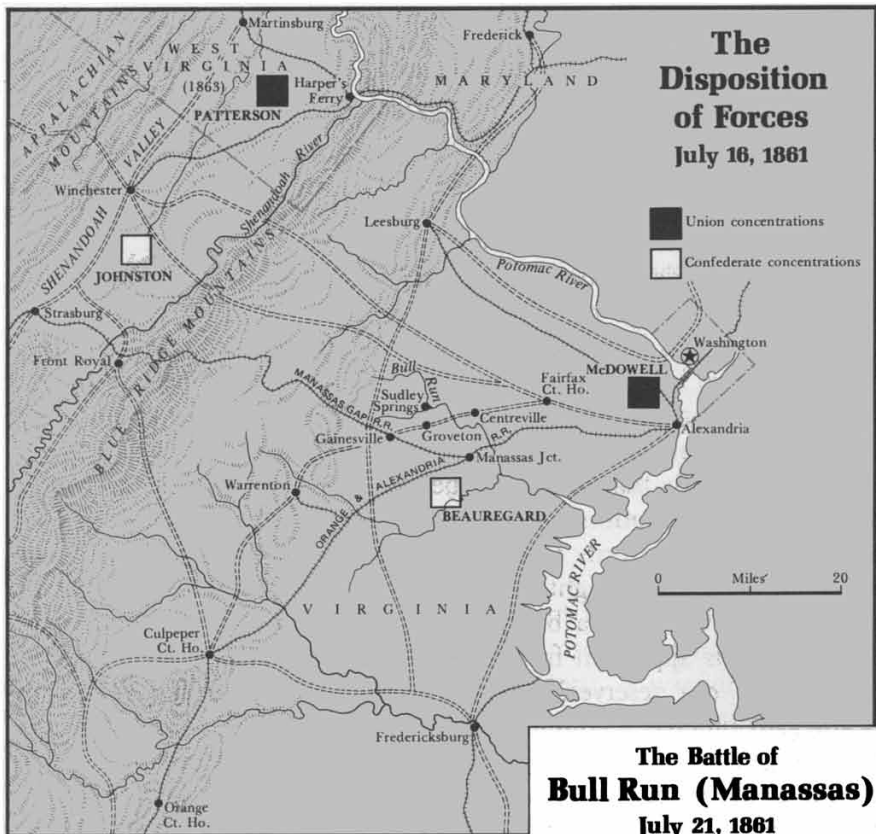 The
Disposition
of Forces
July 16, 1861
Union concentrations
Confederate concentrations
Martinsburg
Frederick
WEST
VIRGINIA
(1863)
Harper's
Ferry
MARYLAND
APPALACHIAN
MOUNTAINS
PATTERSON
SHENANDOAH VALLEY
Winchester
Shenandoah River
Leesburg
JOHNSTON
Potomac River
Strasburg
Washington
Front Royal
BLUE RIDGE MOUNTAINS
McDOWELL
Bull Run
Fairfax
Ct. Ho.
MANASSAS GAP R.R.
Sudley
Springs
Centreville
Gainesville
Groveton
Alexandria
Manassas Jct.
ORANGE & ALEXANDRIA R.R.
Warrenton
BEAUREGARD
0 Miles 20
POTOMAC RIVER
VIRGINIA
Culpeper
Ct. Ho.
Fredericksburg
Orange
Ct. Ho.
The Battle of
Bull Run (Manassas)
July 21, 1861